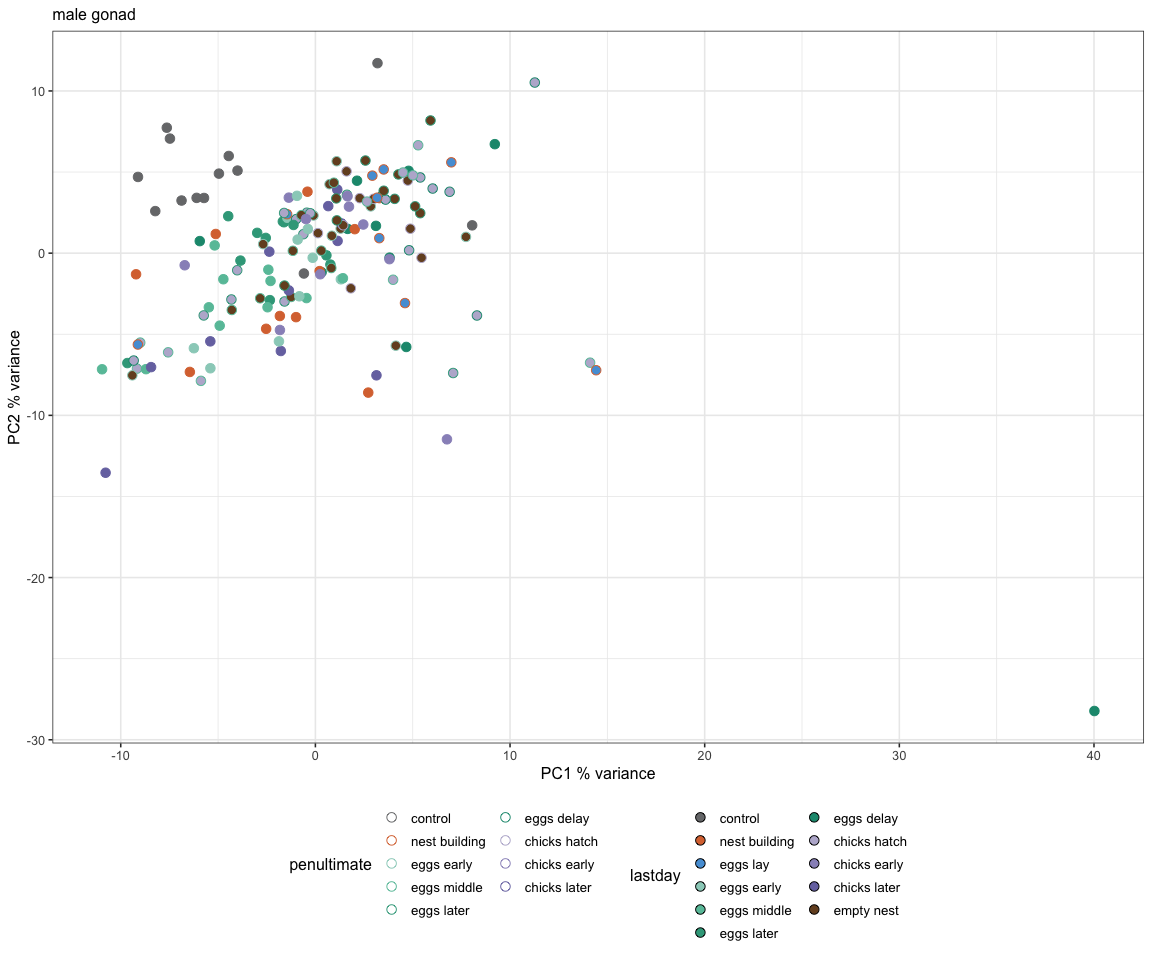 male gonad
10
0
-10
-20
-30
PC2 % variance
-10 0 10 20 30 40
PC1 % variance
penultimate
control
nest building
eggs early
eggs middle
eggs later
eggs delay
chicks hatch
chicks early
chicks later
lastday
control
nest building
eggs lay
eggs early
eggs middle
eggs later
eggs delay
chicks hatch
chicks early
chicks later
empty nest